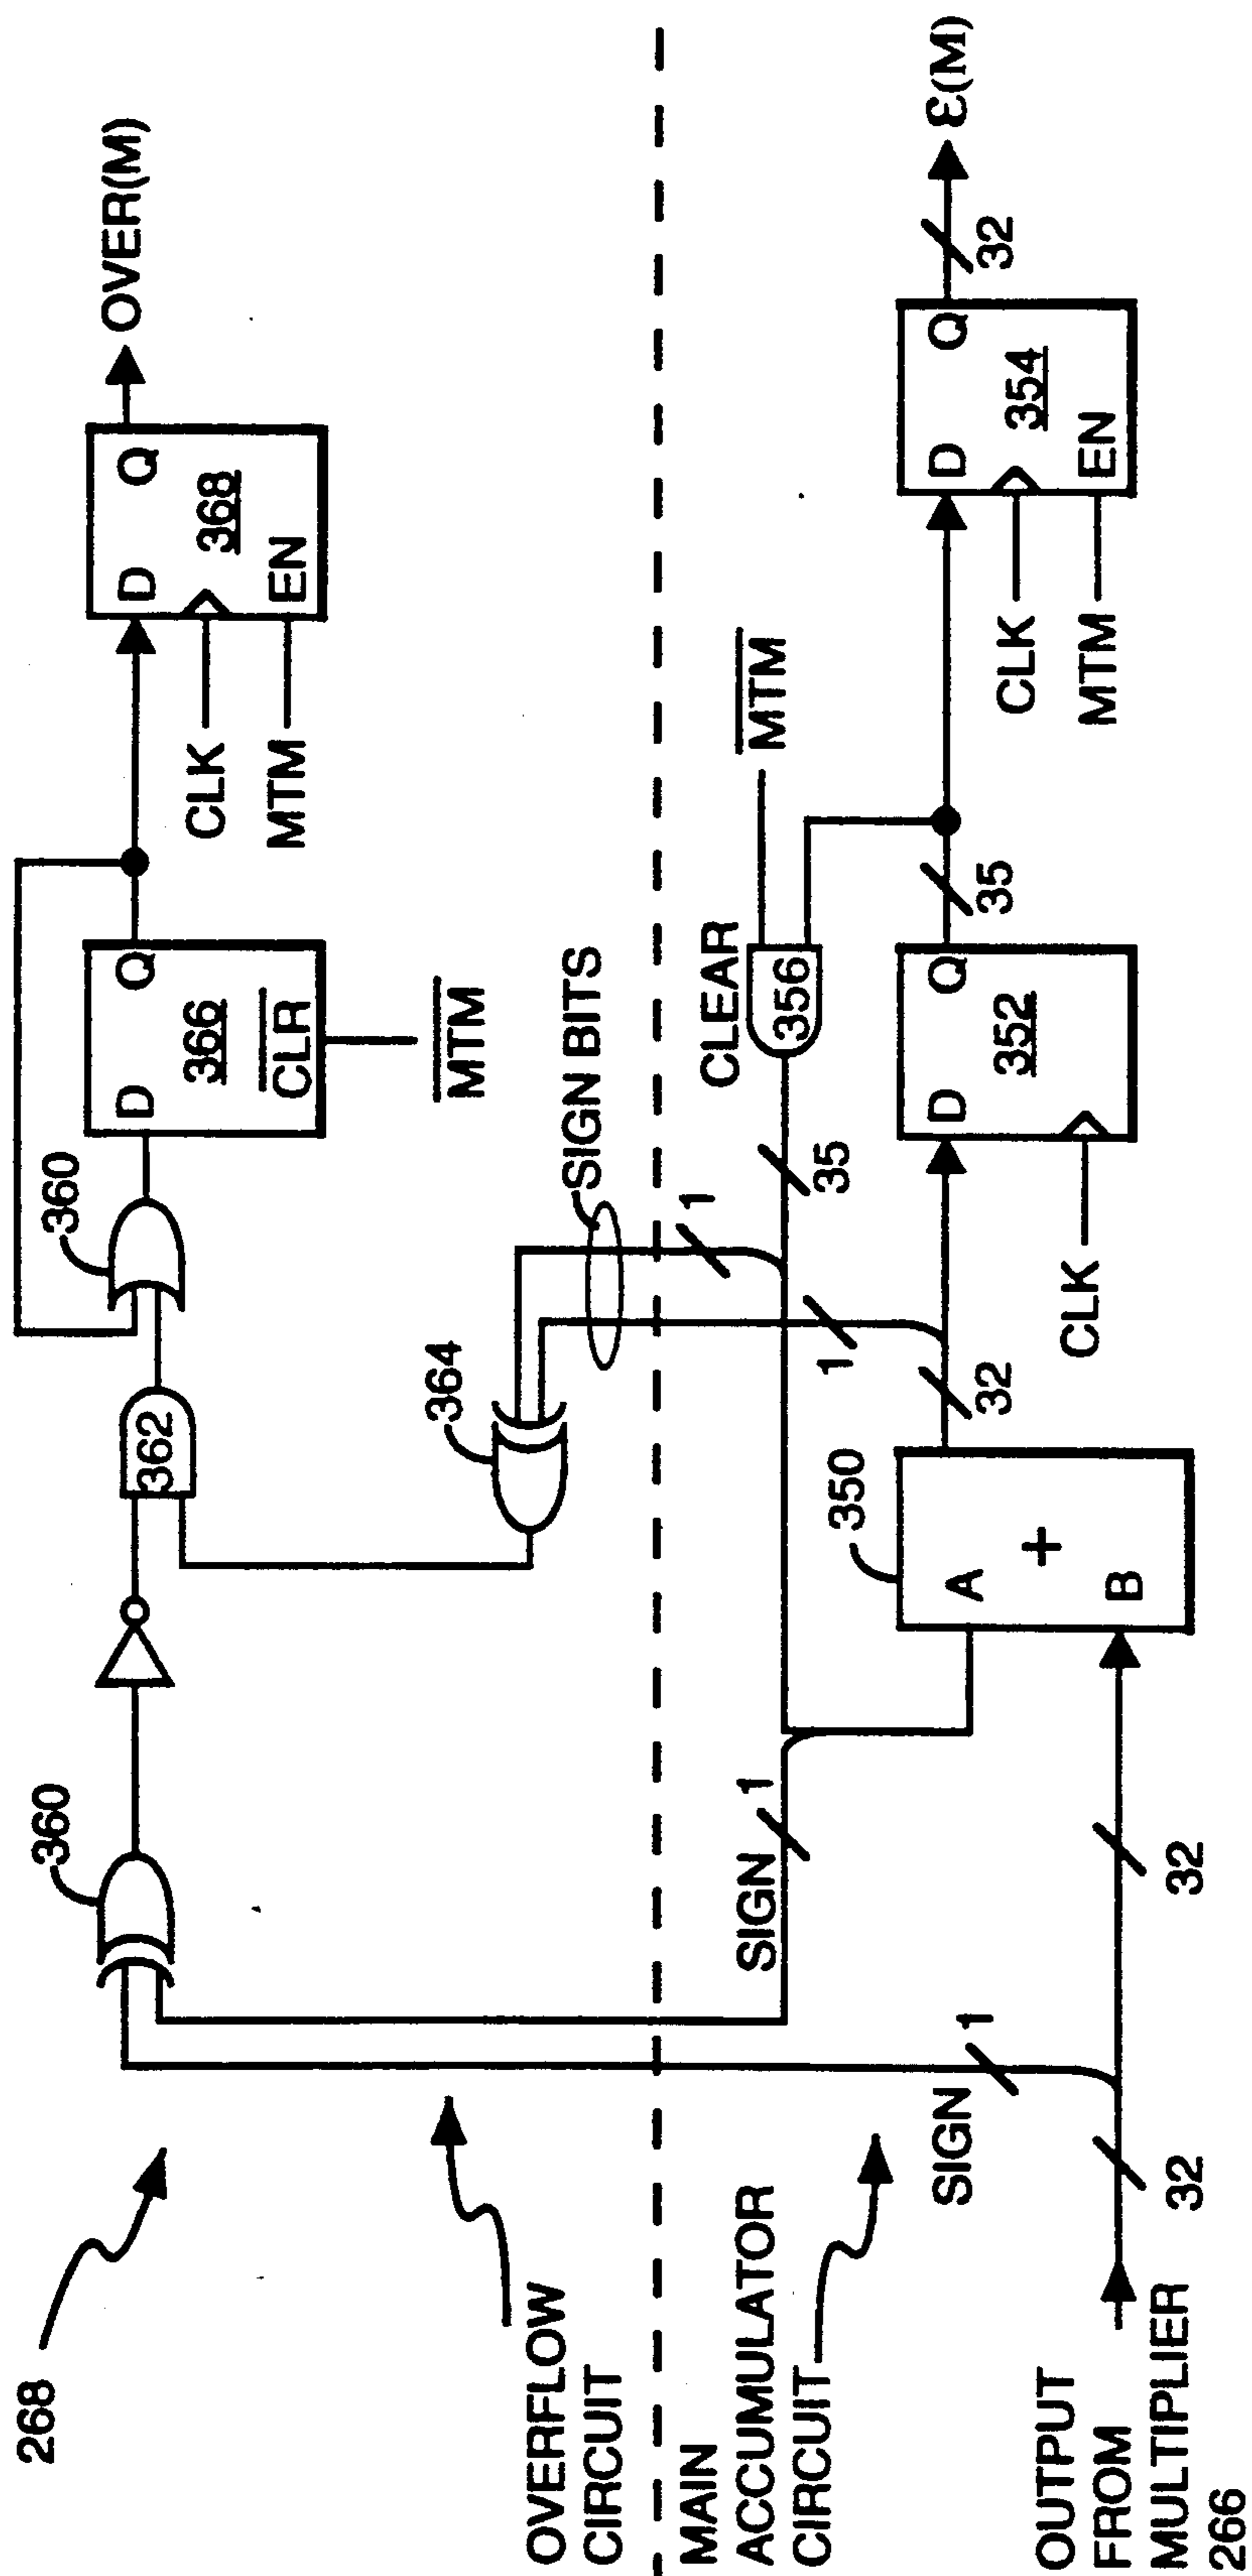 268
OVERFLOW
CIRCUIT
360
362
364
360
D
Q
366
CLR
MTM
D
Q
368
EN
CLK
MTM
OVER(M)
SIGN BITS
MAIN
ACCUMULATOR
CIRCUIT
OUTPUT
FROM
MULTIPLIER
266
32
SIGN
1
SIGN
1
32
350
A
+
B
32
1
1
35
CLEAR
356
MTM
D
Q
352
CLK
35
D
Q
354
EN
CLK
MTM
32
ε(M)